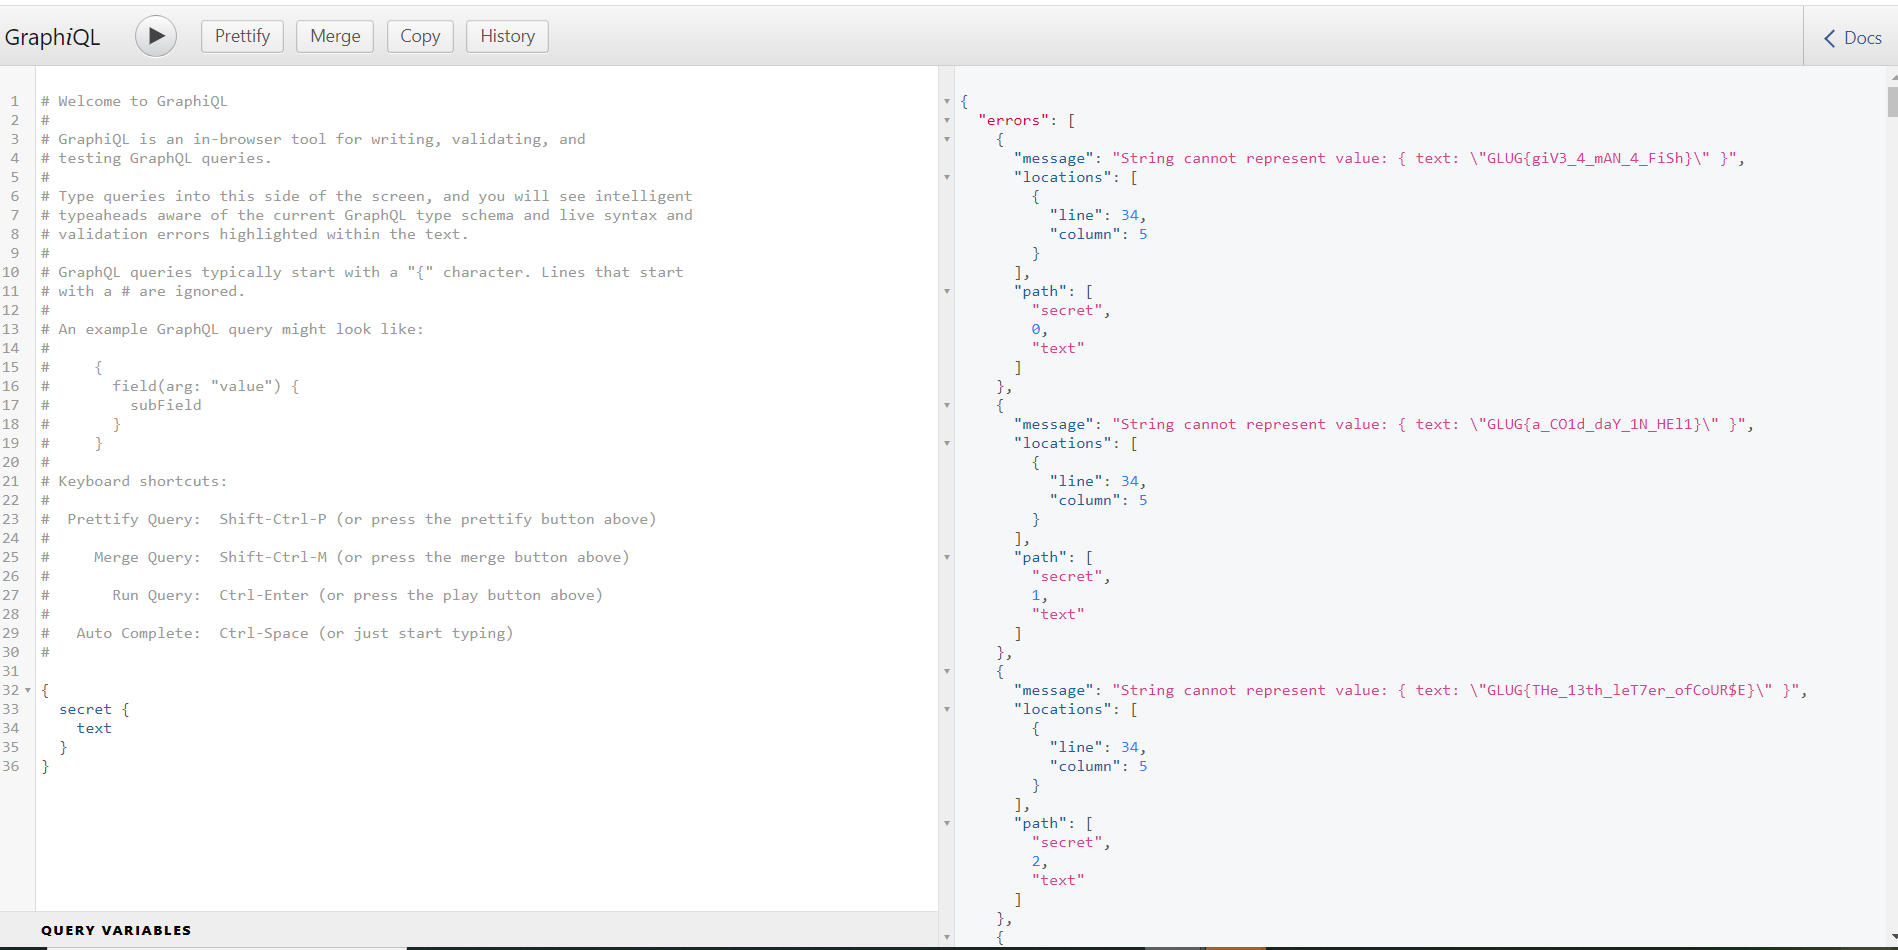 GraphiQL
Prettify
Merge
Copy
History
Docs
1 # Welcome to GraphiQL
2 #
3 # GraphiQL is an in-browser tool for writing, validating, and
4 # testing GraphQL queries.
5 #
6 # Type queries into this side of the screen, and you will see intelligent
7 # typeaheads aware of the current GraphQL type schema and live syntax and
8 # validation errors highlighted within the text.
9 #
10 # GraphQL queries typically start with a "{" character. Lines that start
11 # with a # are ignored.
12 #
13 # An example GraphQL query might look like:
14 #
15 #     {
16 #       field(arg: "value") {
17 #         subField
18 #       }
19 #     }
20 #
21 # Keyboard shortcuts:
22 #
23 #  Prettify Query:  Shift-Ctrl-P (or press the prettify button above)
24 #
25 #     Merge Query:  Shift-Ctrl-M (or press the merge button above)
26 #
27 #       Run Query:  Ctrl-Enter (or press the play button above)
28 #
29 #   Auto Complete:  Ctrl-Space (or just start typing)
30 #
31
32 {
33   secret {
34     text
35   }
36 }
QUERY VARIABLES
{
  "errors": [
    {
      "message": "String cannot represent value: { text: \"GLUG{giV3_4_mAN_4_FiSh}\" }",
      "locations": [
        {
          "line": 34,
          "column": 5
        }
      ],
      "path": [
        "secret",
        0,
        "text"
      ]
    },
    {
      "message": "String cannot represent value: { text: \"GLUG{a_CO1d_daY_1N_HEl1}\" }",
      "locations": [
        {
          "line": 34,
          "column": 5
        }
      ],
      "path": [
        "secret",
        1,
        "text"
      ]
    },
    {
      "message": "String cannot represent value: { text: \"GLUG{THe_13th_leT7er_ofCoUR$E}\" }",
      "locations": [
        {
          "line": 34,
          "column": 5
        }
      ],
      "path": [
        "secret",
        2,
        "text"
      ]
    },
    {